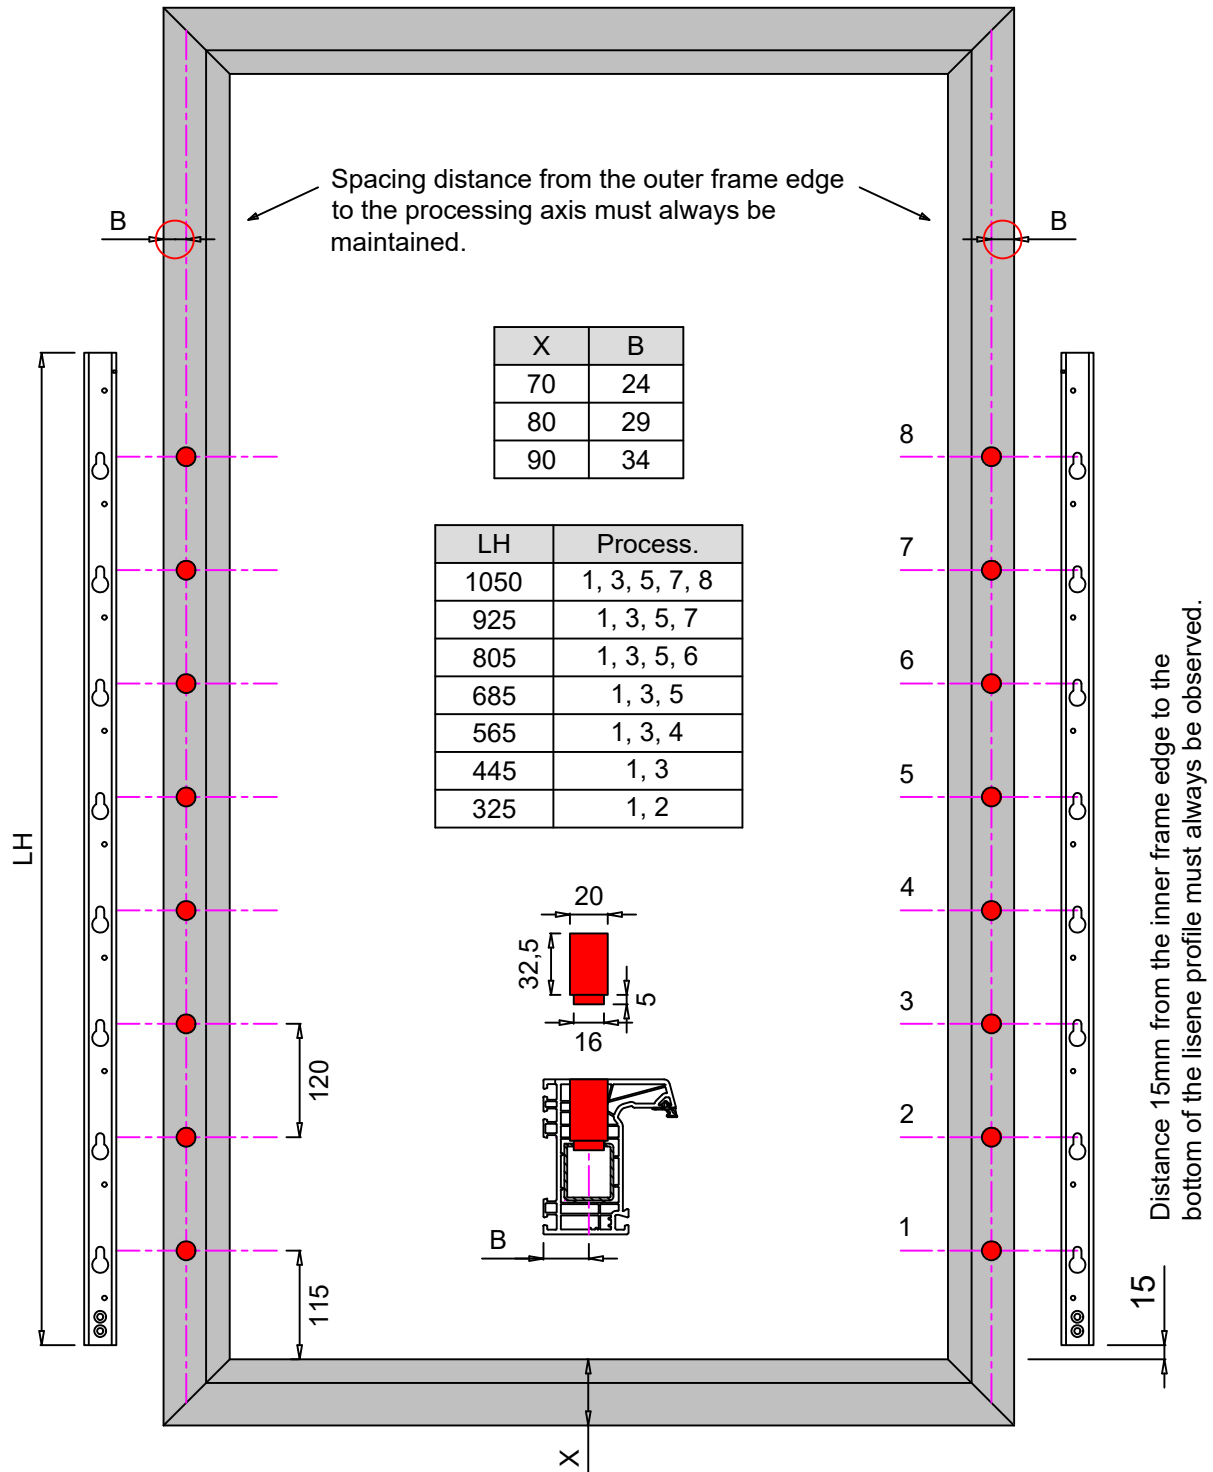 Spacing distance from the outer frame edge
to the processing axis must always be
maintained.
B
B
X B
70 24
80 29
90 34
8
LH Process.
1050 1, 3, 5, 7, 8
925 1, 3, 5, 7
805 1, 3, 5, 6
685 1, 3, 5
565 1, 3, 4
445 1, 3
325 1, 2
7
6
5
4
3
2
1
LH
20
32,5
5
16
120
B
115
X
15
Distance 15mm from the inner frame edge to the
bottom of the lisene profile must always be observed.